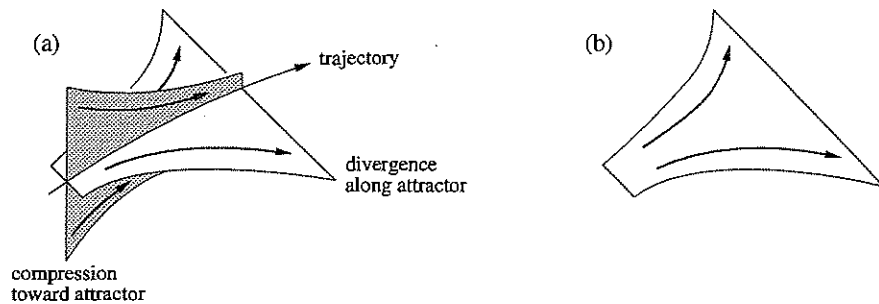 (a)
trajectory
divergence
along attractor
compression
toward attractor
(b)